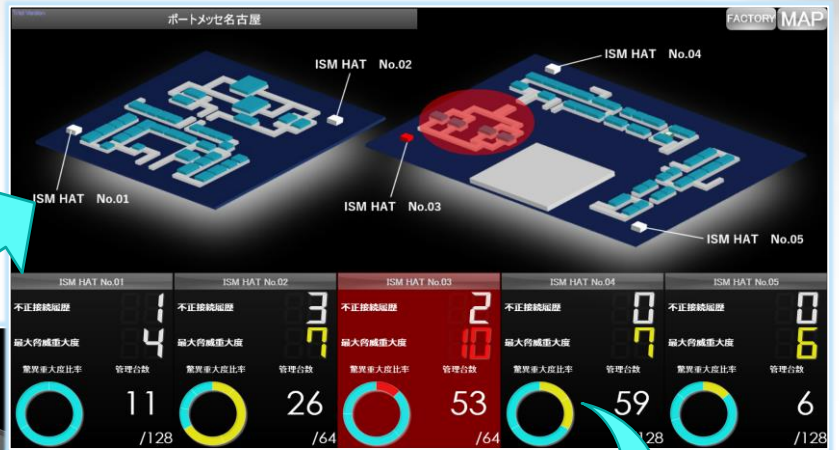 ポートメッセ名古屋
FACTORY MAP
ISM HAT No.02
ISM HAT No.04
ISM HAT No.01
ISM HAT No.03
ISM HAT No.05
ISM HAT No.01
不正接続履歴 1
最大脅威重大度 4
驚異重大度比率 管理台数
11
/128
ISM HAT No.02
不正接続履歴 3
最大脅威重大度 7
驚異重大度比率 管理台数
26
/64
ISM HAT No.03
不正接続履歴 2
最大脅威重大度 10
驚異重大度比率 管理台数
53
/64
ISM HAT No.04
不正接続履歴 0
最大脅威重大度 7
驚異重大度比率 管理台数
59
128
ISM HAT No.05
不正接続履歴 0
最大脅威重大度 6
驚異重大度比率 管理台数
6
/128